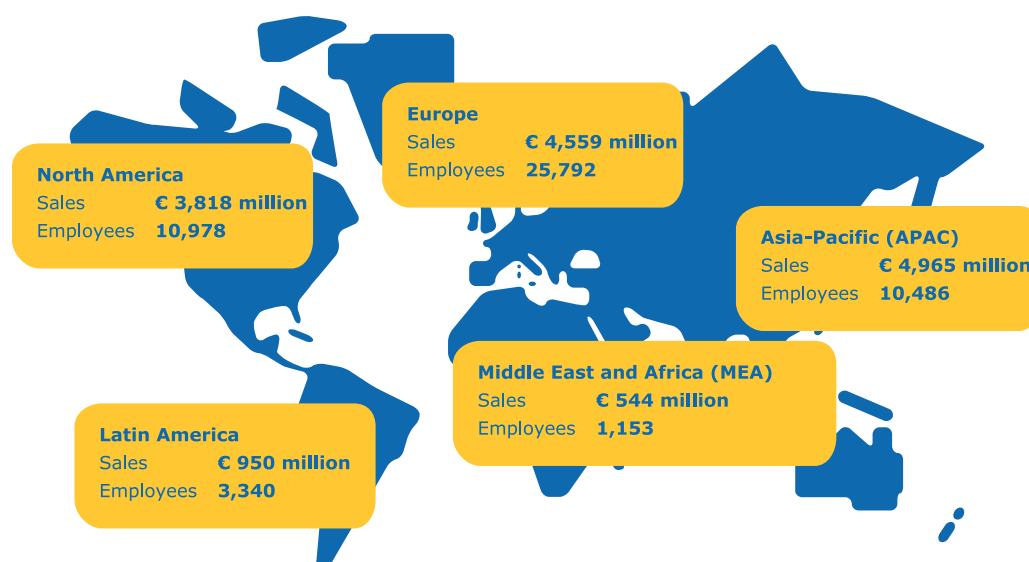 Europe
Sales € 4,559 million
Employees 25,792
North America
Sales € 3,818 million
Employees 10,978
Asia-Pacific (APAC)
Sales € 4,965 million
Employees 10,486
Middle East and Africa (MEA)
Sales € 544 million
Employees 1,153
Latin America
Sales € 950 million
Employees 3,340